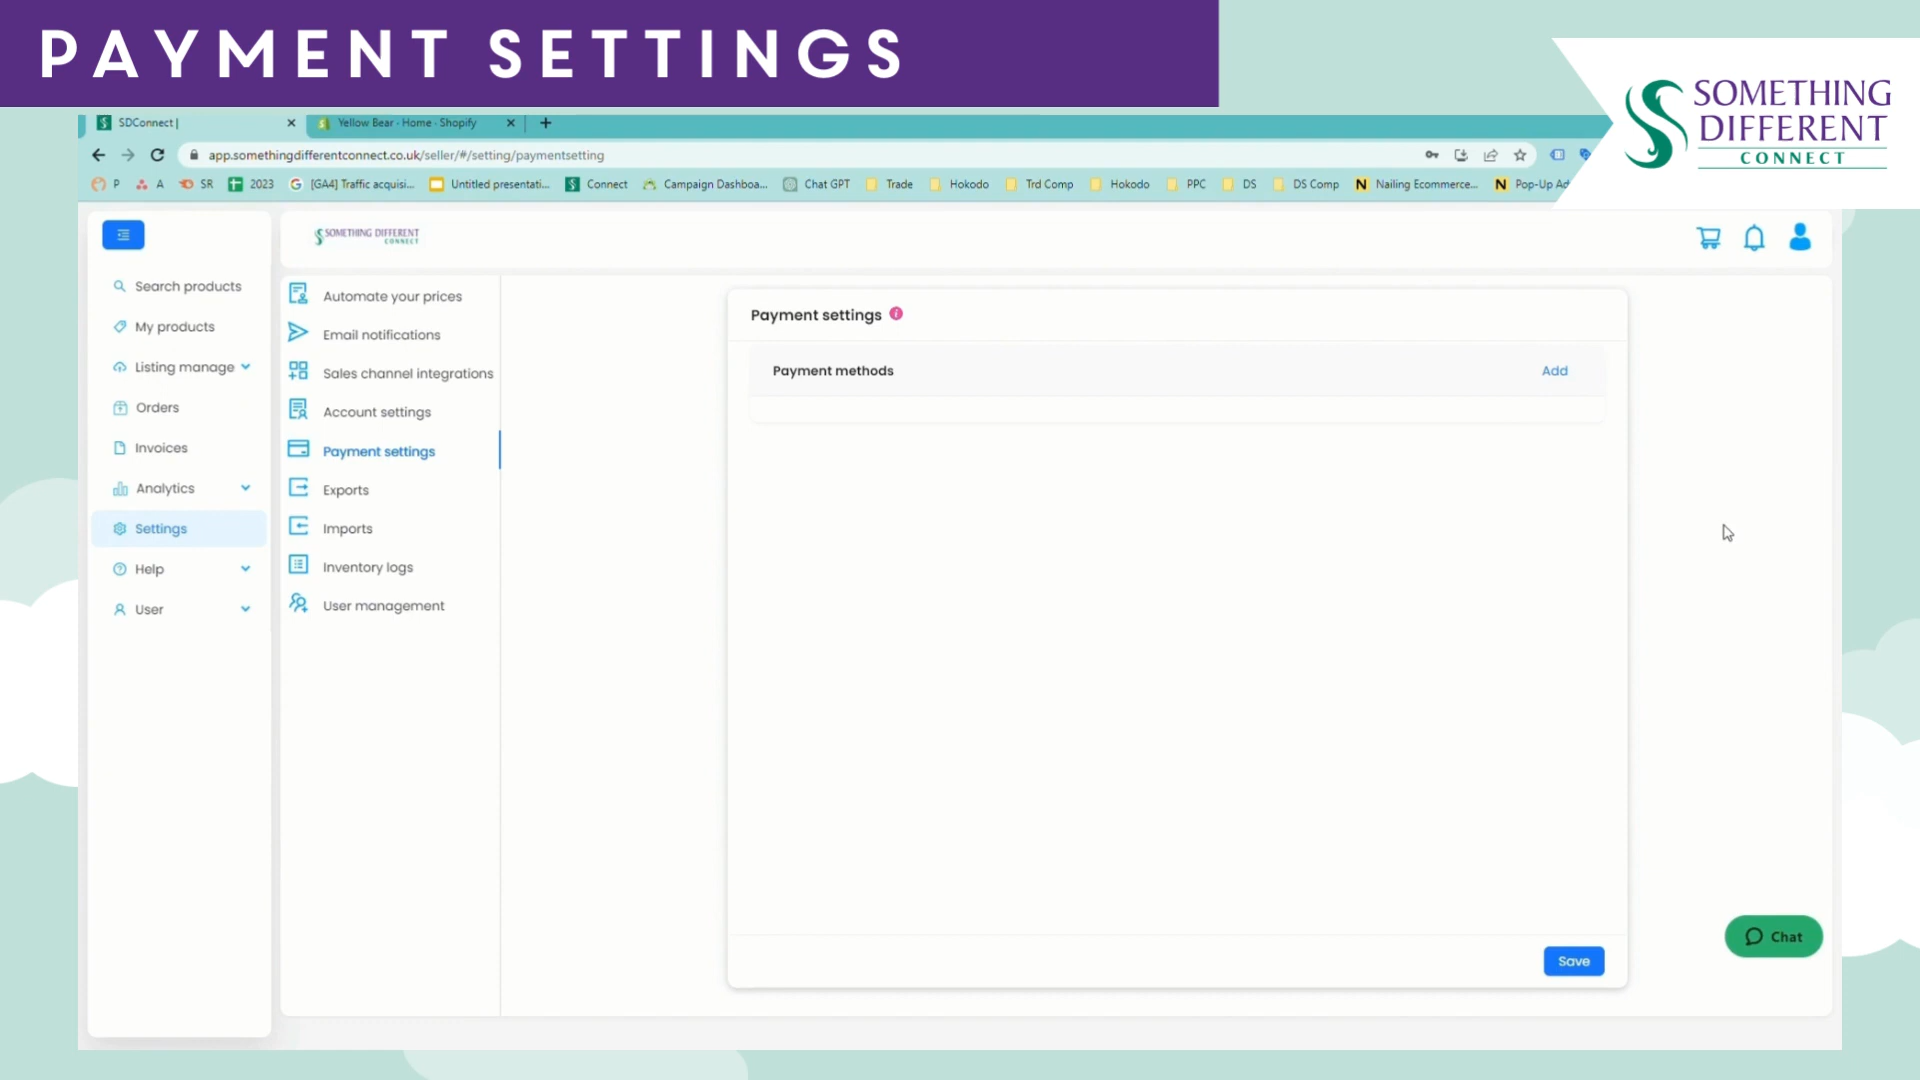 PAYMENT SETTINGS
SOMETHING
DIFFERENT
CONNECT
SDConnect |
Yellow Bear - Home - Shopify
app.somethingdifferentconnect.co.uk/seller/#/setting/paymentsetting
P A SR 2023 [GA4] Traffic acquisi... Untitled presentati... Connect Campaign Dashboa... Chat GPT Trade Hokodo Trd Comp Hokodo PPC DS DS Comp Nailing Ecommerce... Pop-Up Ad
SOMETHING DIFFERENT
CONNECT
Search products
My products
Listing manage
Orders
Invoices
Analytics
Settings
Help
User
Automate your prices
Email notifications
Sales channel integrations
Account settings
Payment settings
Exports
Imports
Inventory logs
User management
Payment settings
Payment methods
Add
Save
Chat